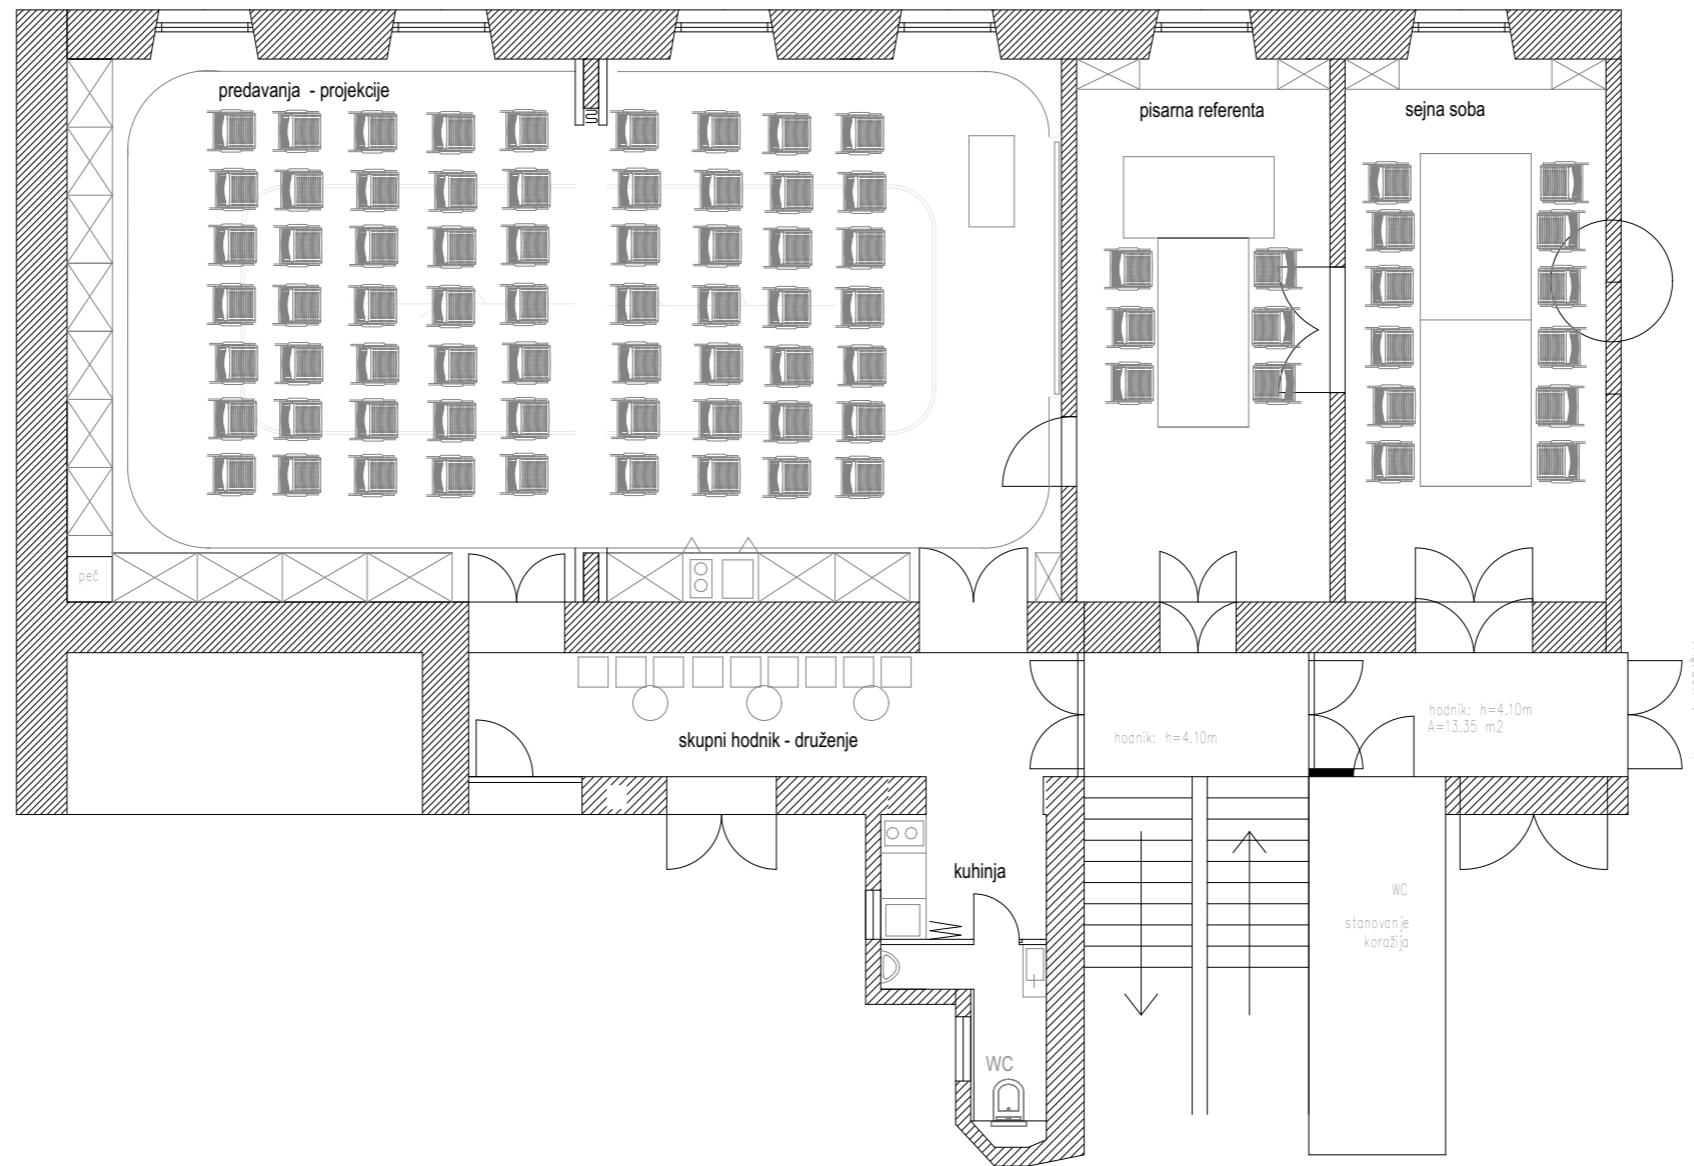 predavanja - projekcije
pisarna referenta
sejna soba
peč
skupni hodnik - druženje
hodnik: h=4.10m
hodnik: h=4.10m
A=13.35 m2
kuhinja
WC
stanovanje
koražija
WC